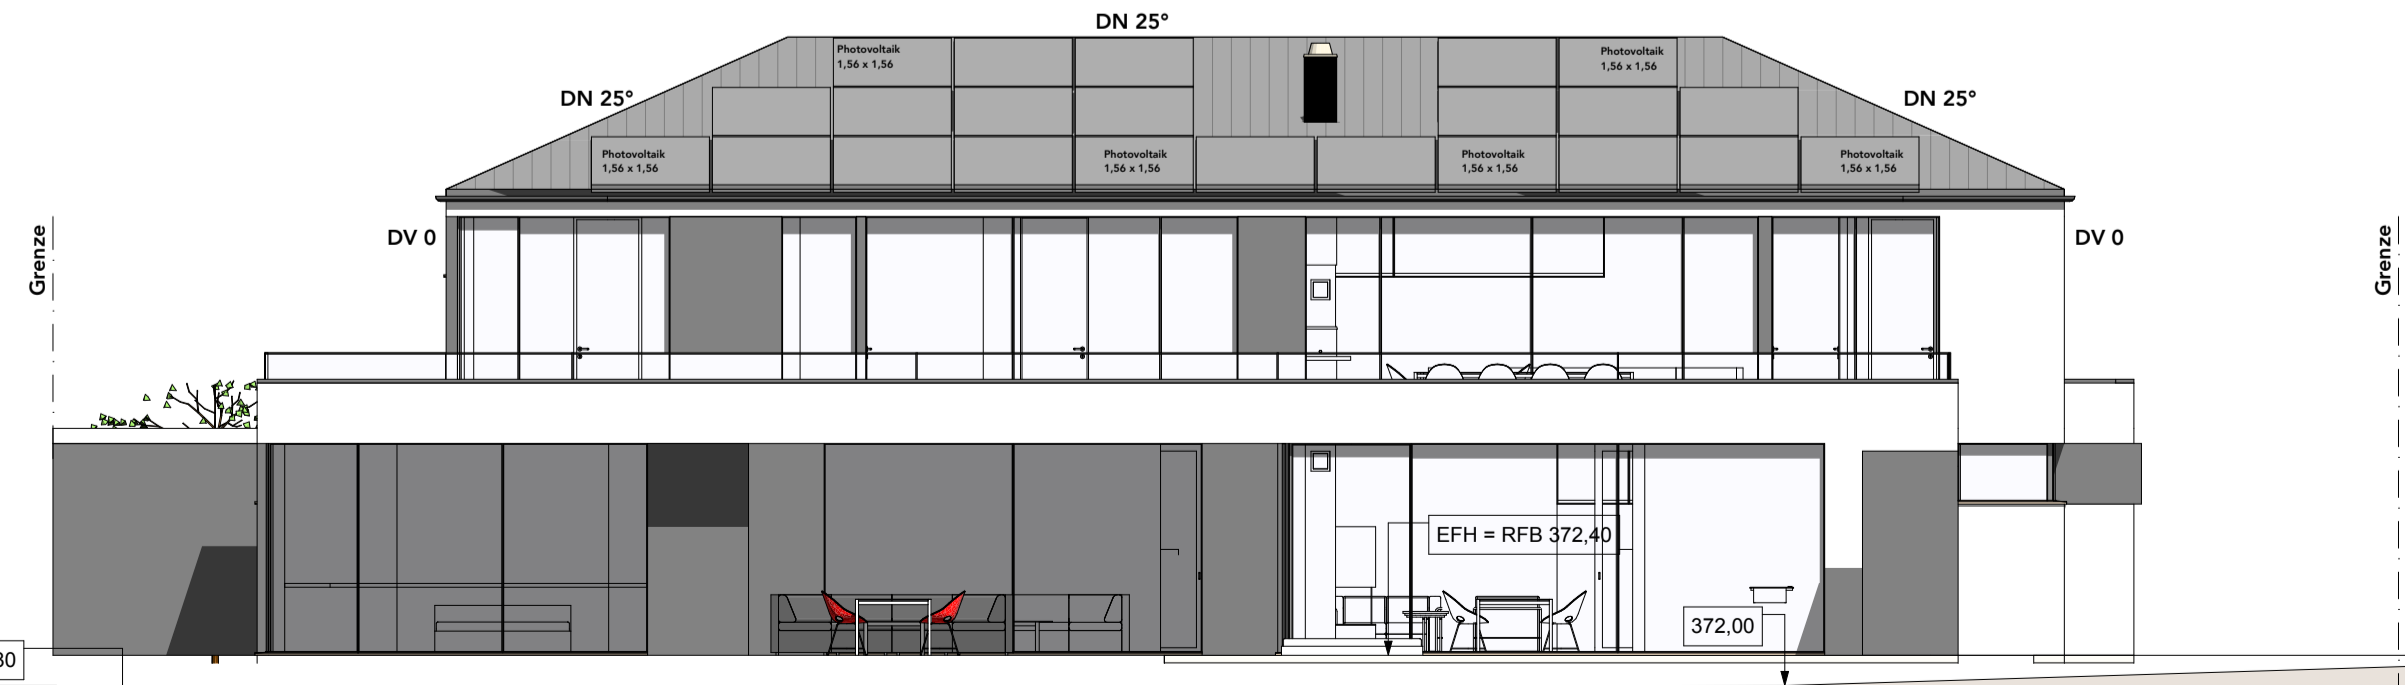 DN 25°
Photovoltaik
1,56 x 1,56
Photovoltaik
1,56 x 1,56
DN 25°
DN 25°
Photovoltaik
1,56 x 1,56
Photovoltaik
1,56 x 1,56
Photovoltaik
1,56 x 1,56
Photovoltaik
1,56 x 1,56
Grenze
DV 0
DV 0
Grenze
EFH = RFB 372,40
372,00
30